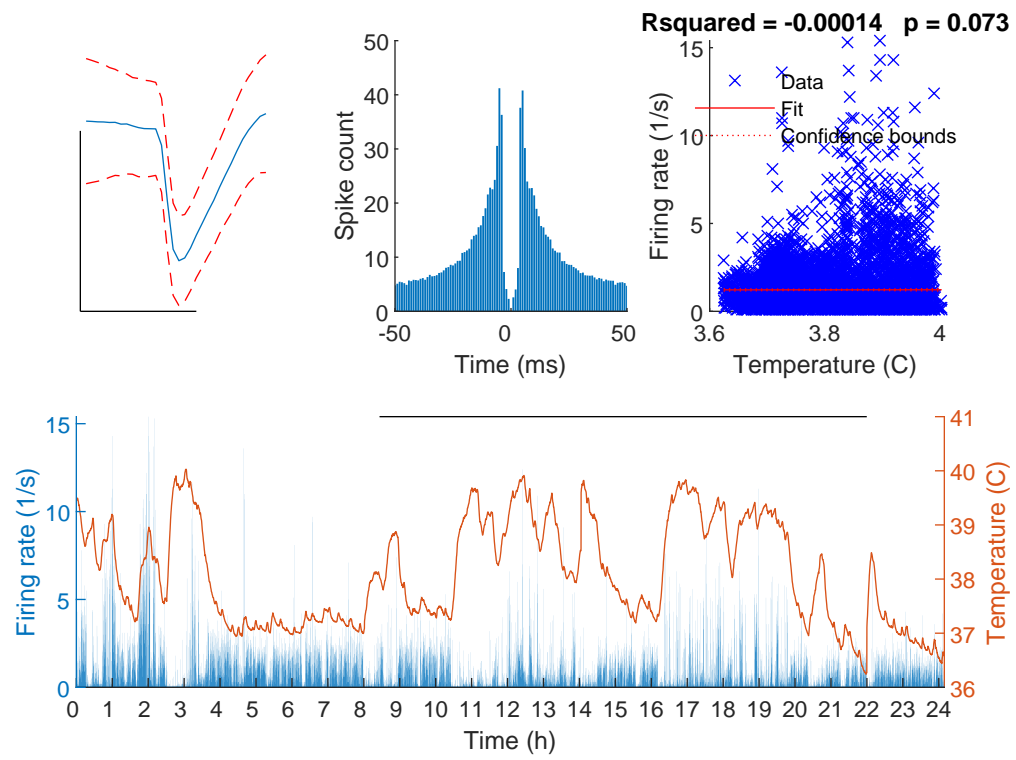 Rsquared = -0.00014 p = 0.073
50
40
30
20
10
0
Spike count
-50
0
50
Time (ms)
15
10
5
0
Firing rate (1/s)
Data
Fit
Confidence bounds
3.6
3.8
4
Temperature (C)
15
10
5
0
Firing rate (1/s)
41
40
39
38
37
36
Temperature (C)
0 1 2 3 4 5 6 7 8 9 10 11 12 13 14 15 16 17 18 19 20 21 22 23 24
Time (h)